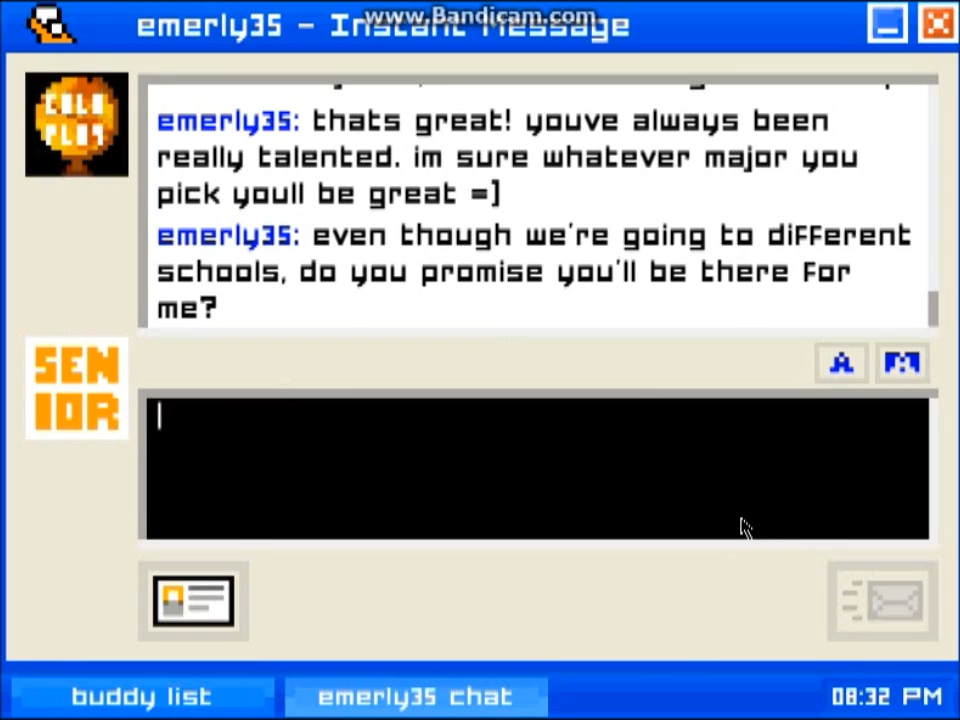 www.Bandicam.com
emerly35 - Instant Message
COLD
PLAY
emerly35: thats great! youve always been
really talented. im sure whatever major you
pick youll be great =]
emerly35: even though we're going to different
schools, do you promise you'll be there for
me?
SEN
IOR
A
buddy list
emerly35 chat
08:32 PM